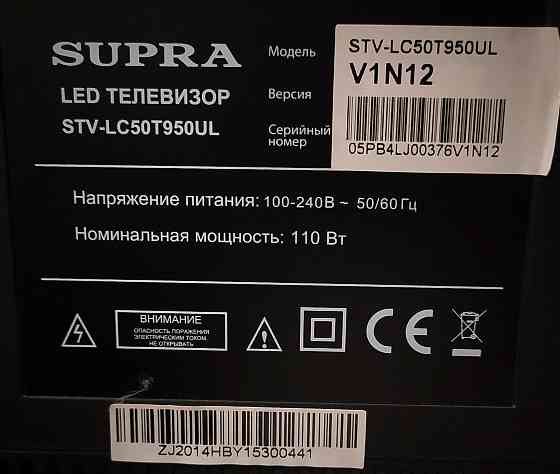 SUPRA
LED ТЕЛЕВИЗОР
STV-LC50T950UL
Модель STV-LC50T950UL
Версия V1N12
Серийный
номер 05PB4LJ00376V1N12
Напряжение питания: 100-240В ~ 50/60 Гц
Номинальная мощность: 110 Вт
ВНИМАНИЕ
ОПАСНОСТЬ ПОРАЖЕНИЯ
ЭЛЕКТРИЧЕСКИМ ТОКОМ
НЕ ОТКРЫВАТЬ
CE
ZJ2014HBY15300441